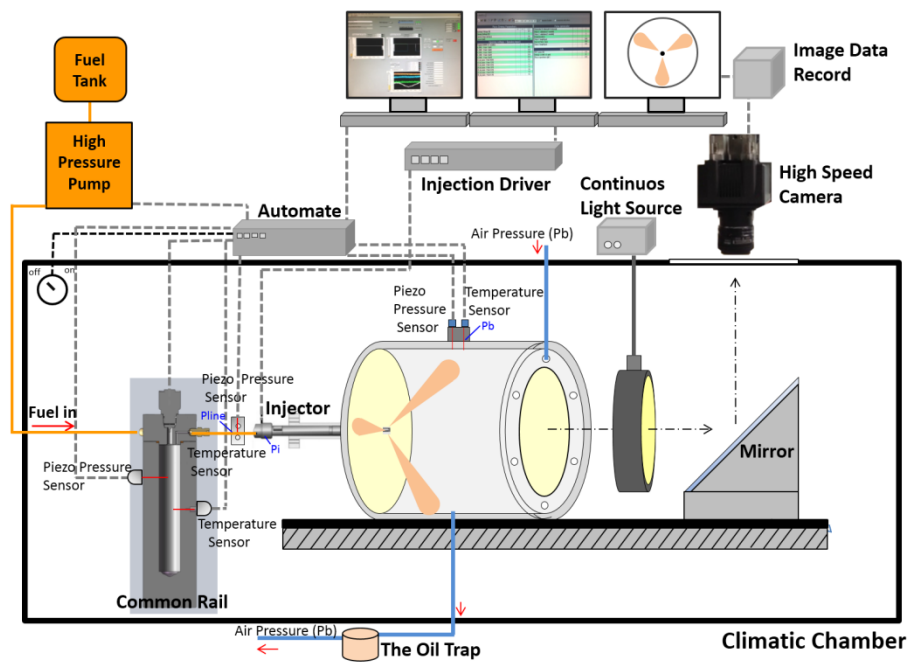 Fuel
Tank
High
Pressure
Pump
Automate
Injection Driver
Continuos
Light Source
Image Data
Record
High Speed
Camera
Air Pressure (Pb)
off
on
Piezo
Pressure
Sensor
Temperature
Sensor
Pb
Piezo Pressure
Sensor
Pline
Injector
Pi
Fuel in
Temperature
Sensor
Piezo Pressure
Sensor
Temperature
Sensor
Mirror
Common Rail
Air Pressure (Pb)
The Oil Trap
Climatic Chamber